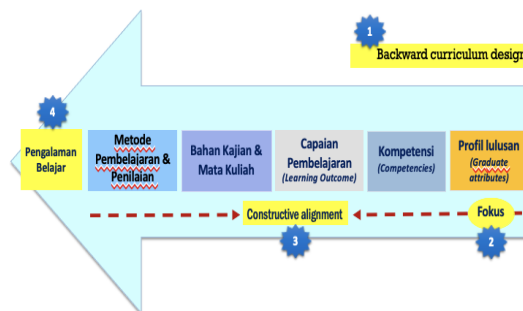 1
Backward curriculum design
4
Pengalaman
Belajar
Metode
Pembelajaran &
Penilaian
Bahan Kajian &
Mata Kuliah
Capaian
Pembelajaran
(Learning Outcome)
Kompetensi
(Competencies)
Profil lulusan
(Graduate
attributes)
Constructive alignment
Fokus
3
2